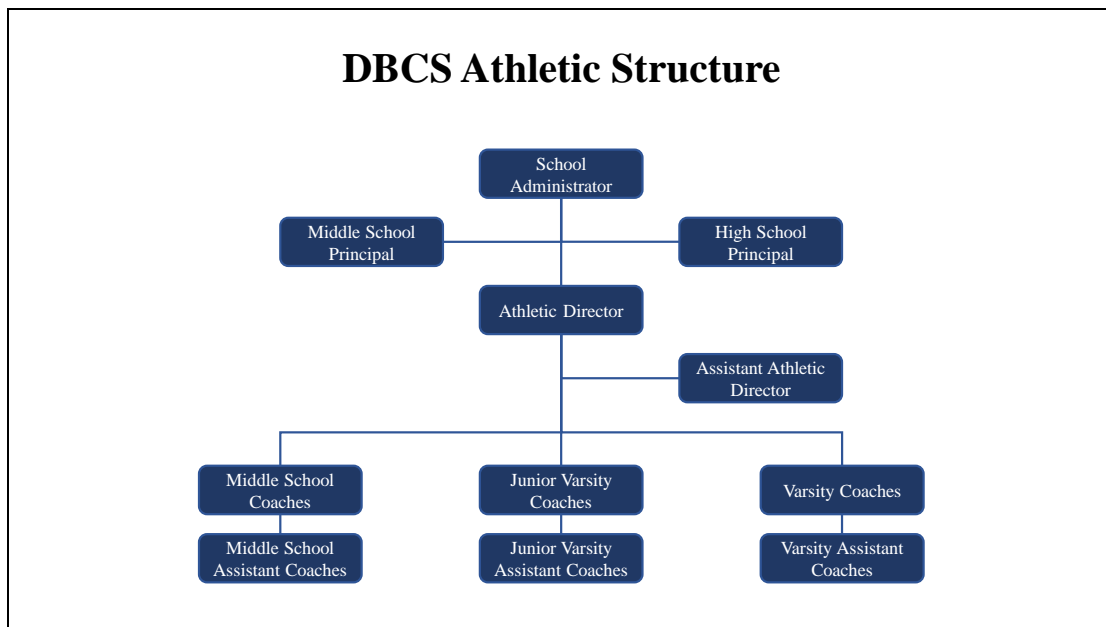 DBCS Athletic Structure
School
Administrator
Middle School
Principal
High School
Principal
Athletic Director
Assistant Athletic
Director
Middle School
Coaches
Junior Varsity
Coaches
Varsity Coaches
Middle School
Assistant Coaches
Junior Varsity
Assistant Coaches
Varsity Assistant
Coaches